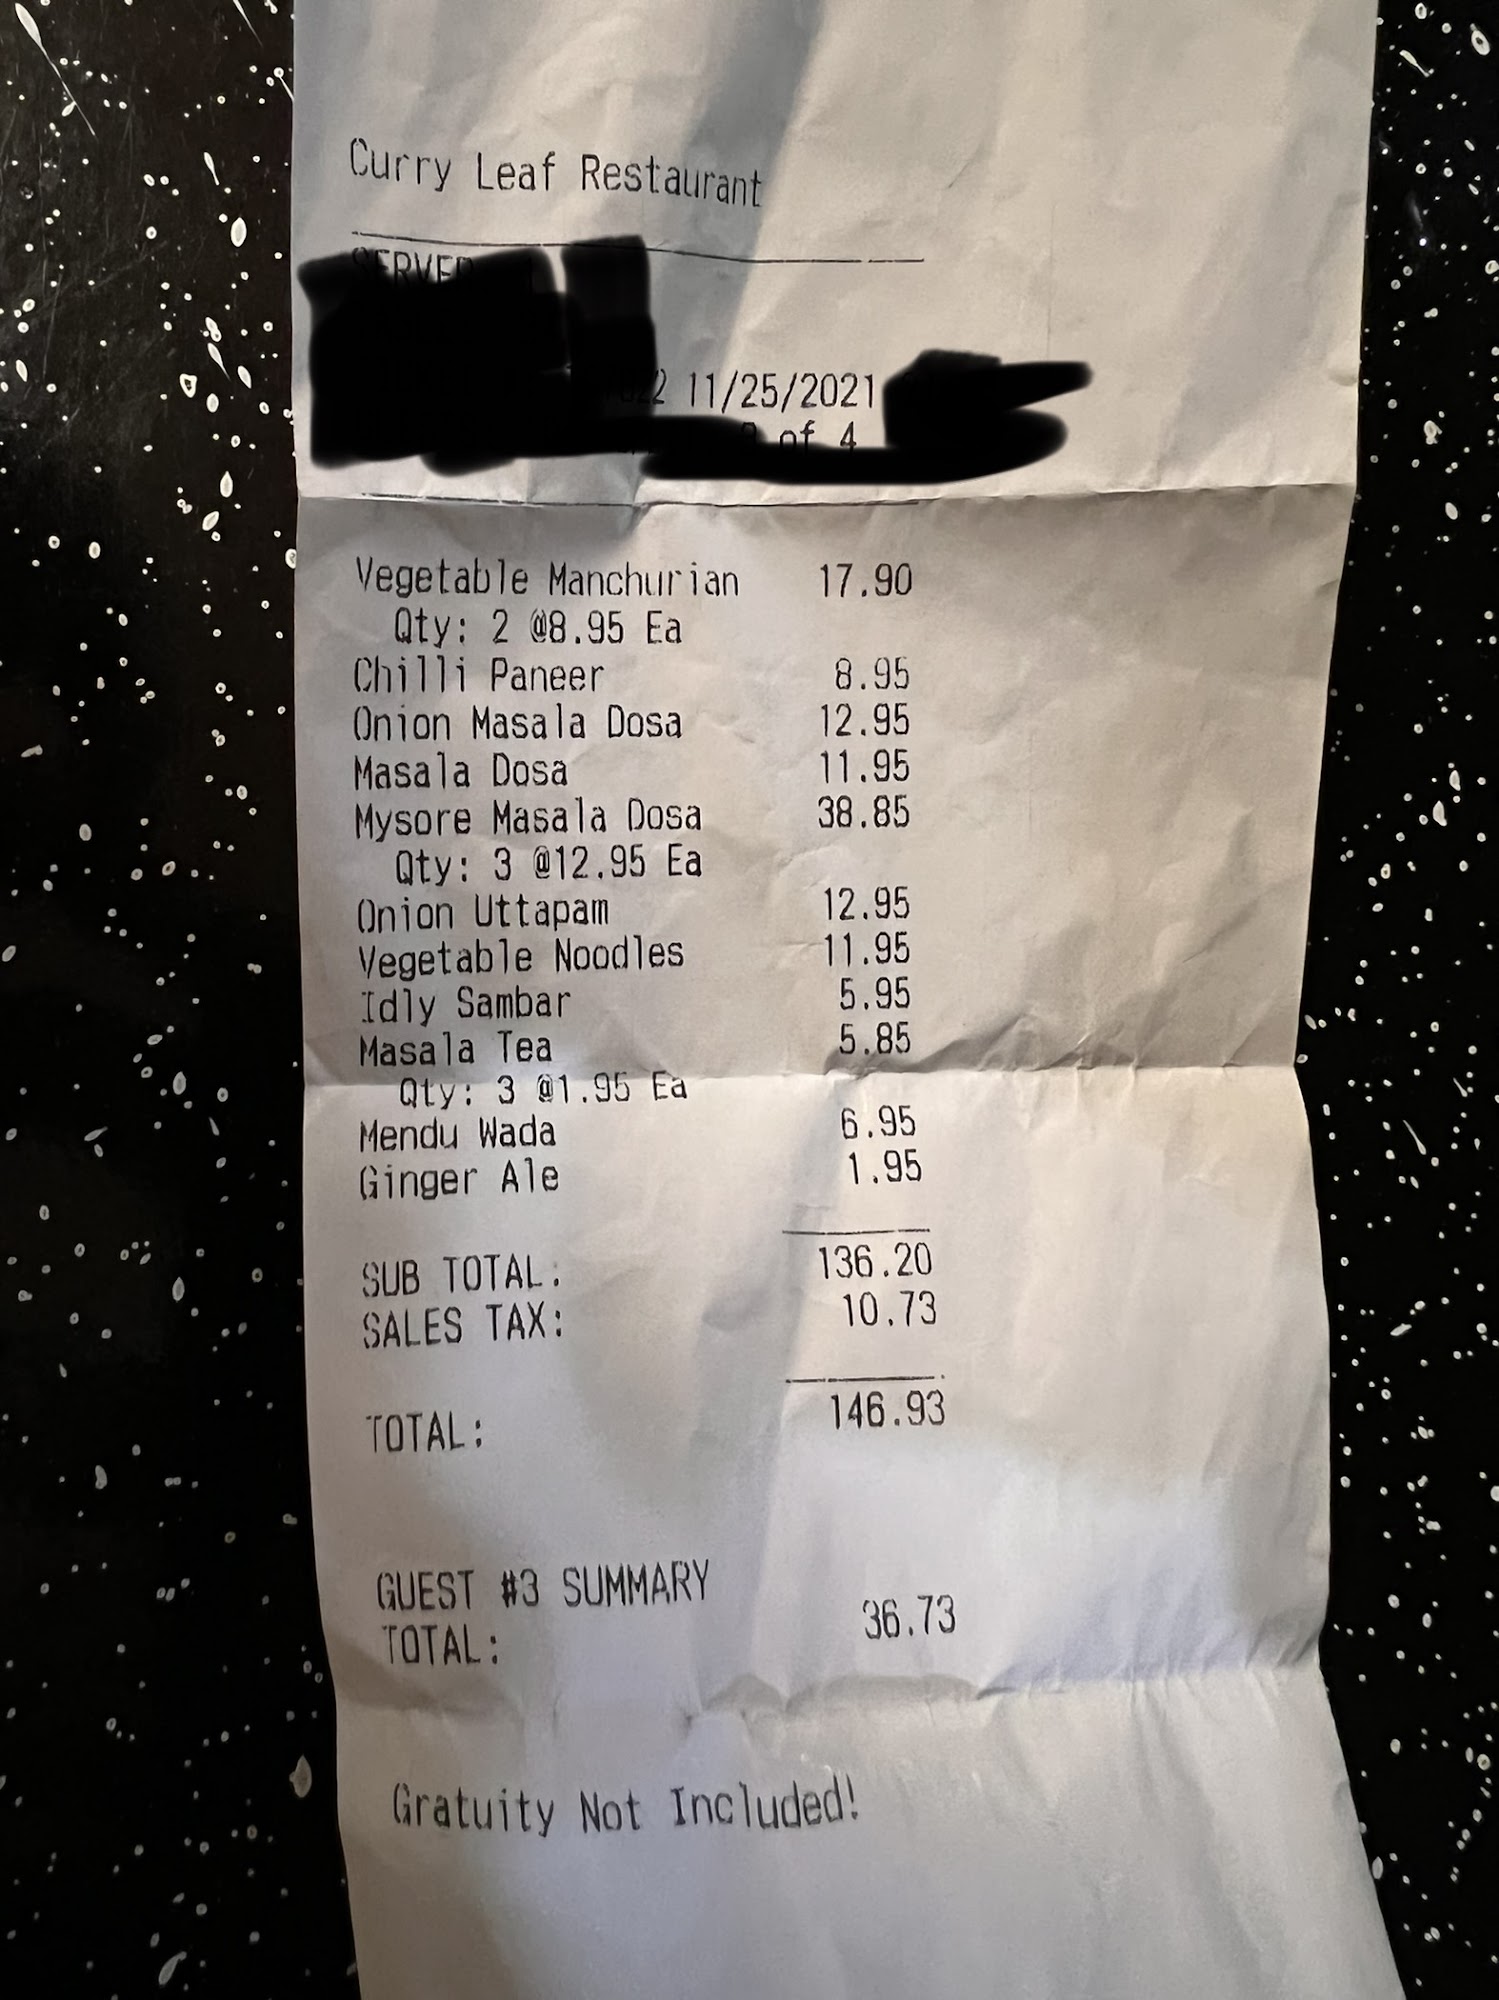 Curry Leaf Restaurant
SERVER
11/25/2021
of 4
Vegetable Manchurian 17.90
Qty: 2 @8.95 Ea
Chilli Paneer 8.95
Onion Masala Dosa 12.95
Masala Dosa 11.95
Mysore Masala Dosa 38.85
Qty: 3 @12.95 Ea
Onion Uttapam 12.95
Vegetable Noodles 11.95
Idly Sambar 5.95
Masala Tea 5.85
Qty: 3 @1.95 Ea
Mendu Wada 6.95
Ginger Ale 1.95
SUB TOTAL: 136.20
SALES TAX: 10.73
TOTAL: 146.93
GUEST #3 SUMMARY
TOTAL: 36.73
Gratuity Not Included!